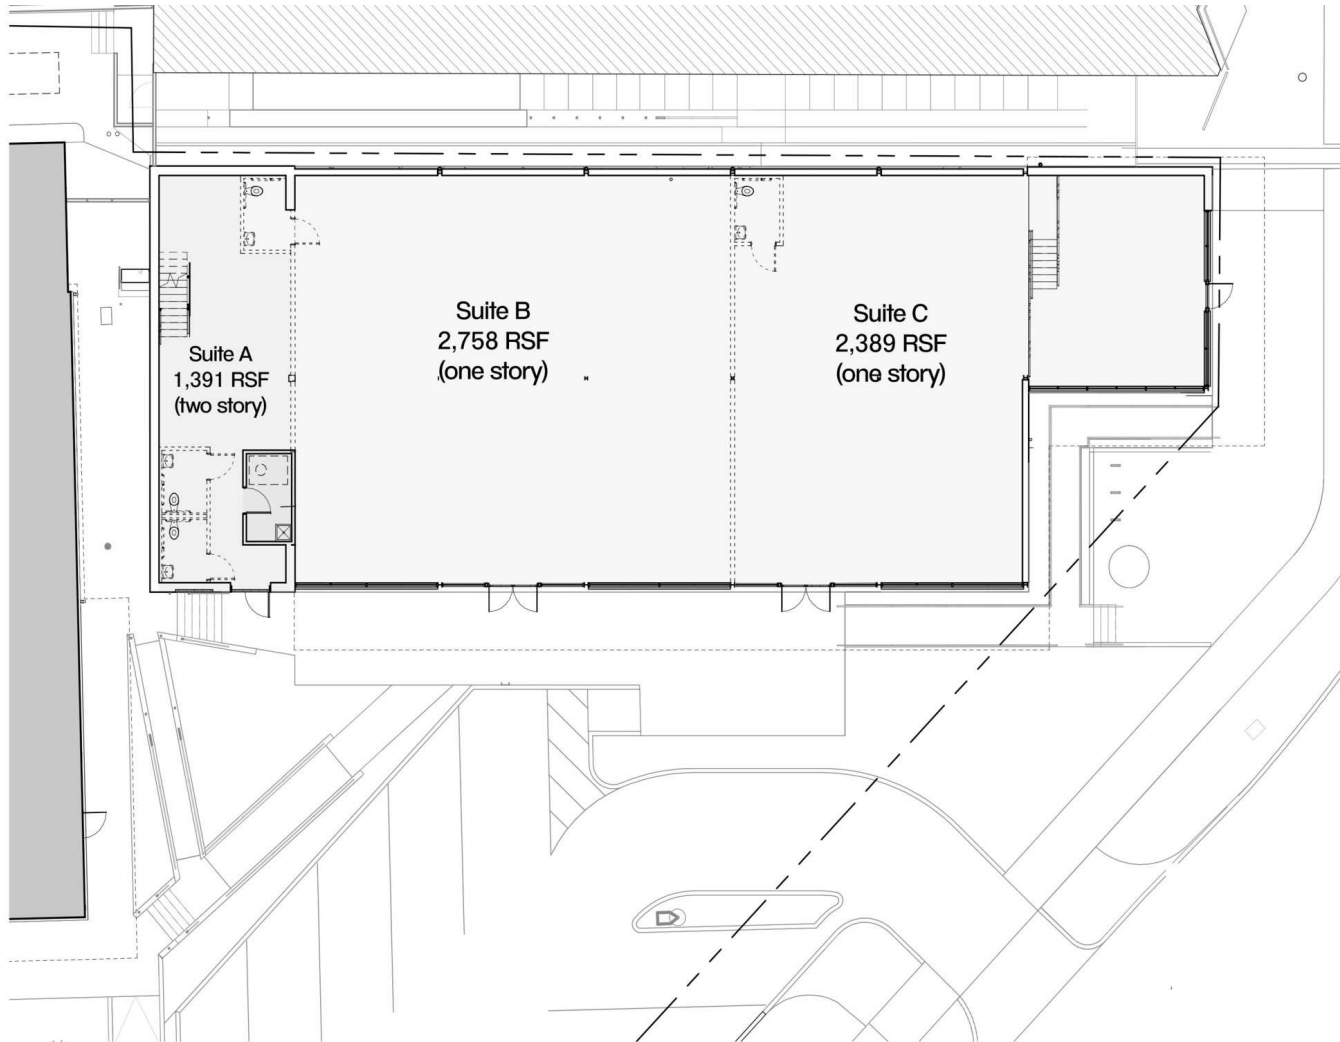 Suite A
1,391 RSF
(two story)
Suite B
2,758 RSF
(one story)
Suite C
2,389 RSF
(one story)